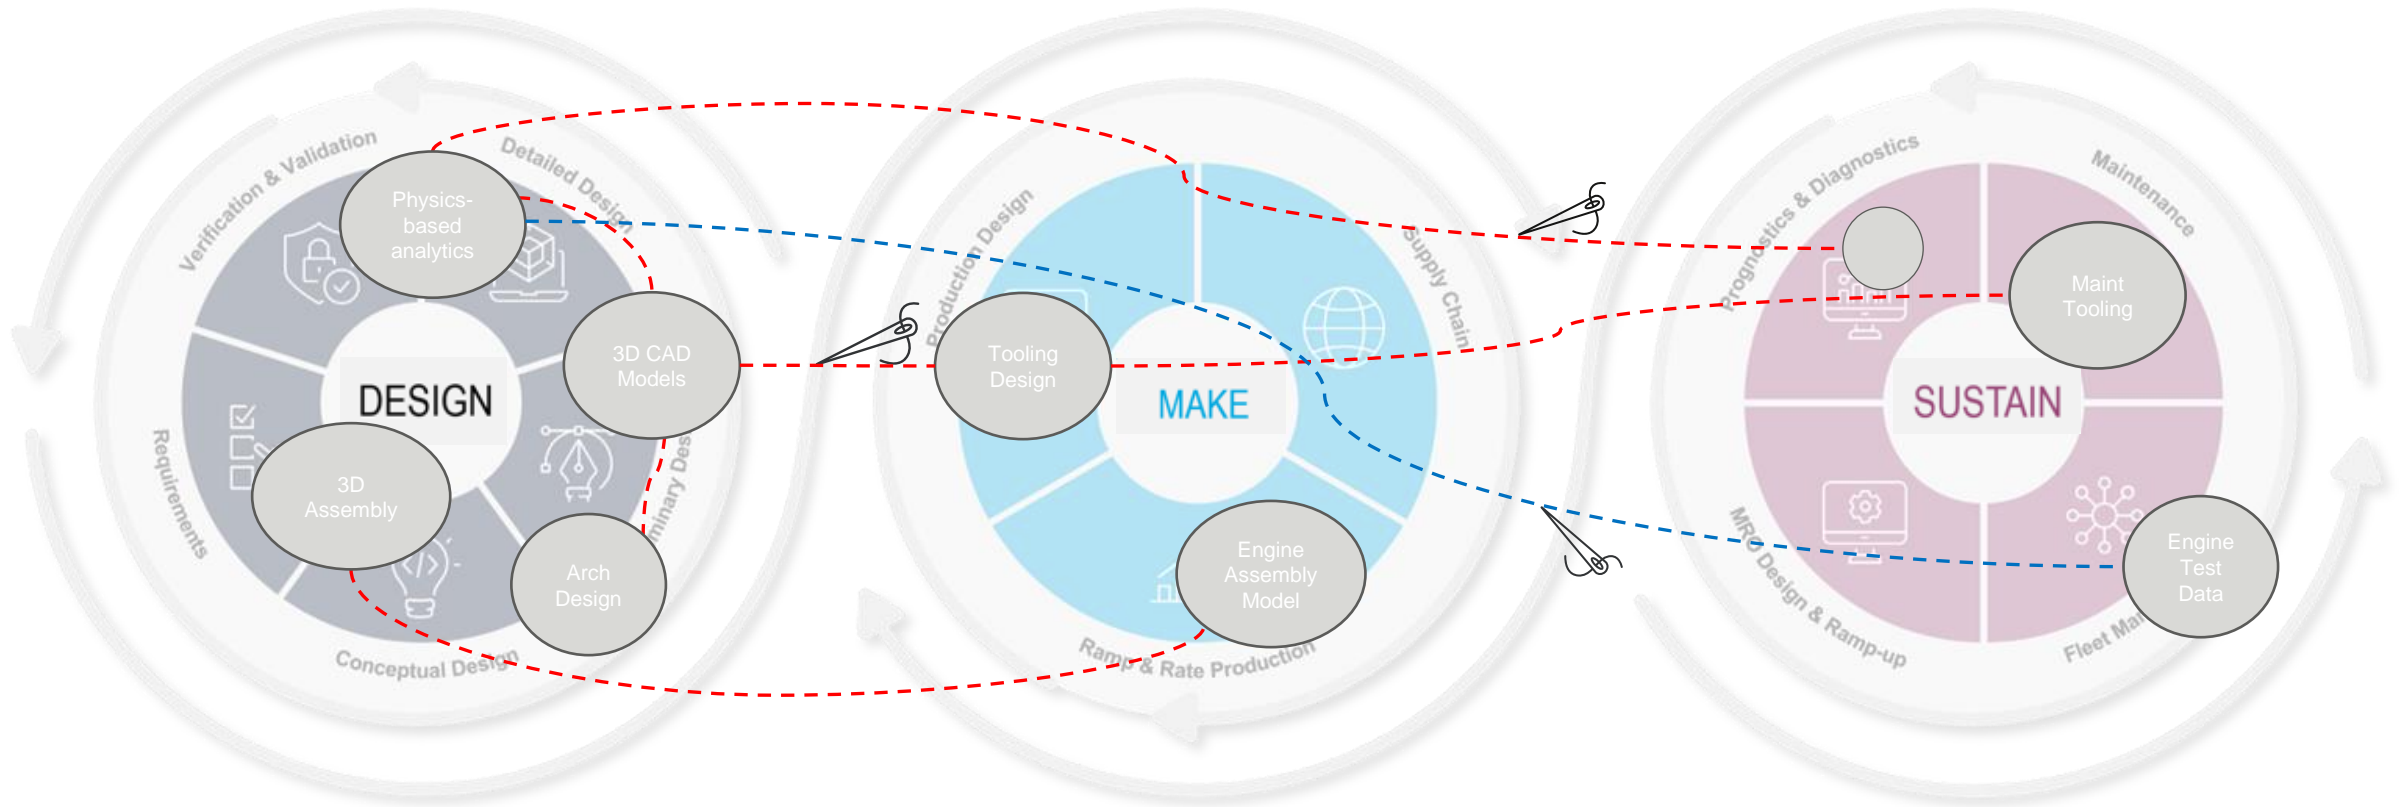 Verification & Validation
Detailed Design
Physics-
based
analytics
3D CAD
Models
DESIGN
Requirements
3D
Assembly
Arch
Design
Conceptual Design
Production Design
Supply Chain
Tooling
Design
MAKE
Engine
Assembly
Model
Ramp & Rate Production
Prognostics & Diagnostics
Maintenance
Maint
Tooling
SUSTAIN
MRO Design & Ramp-up
Fleet
Engine
Test
Data